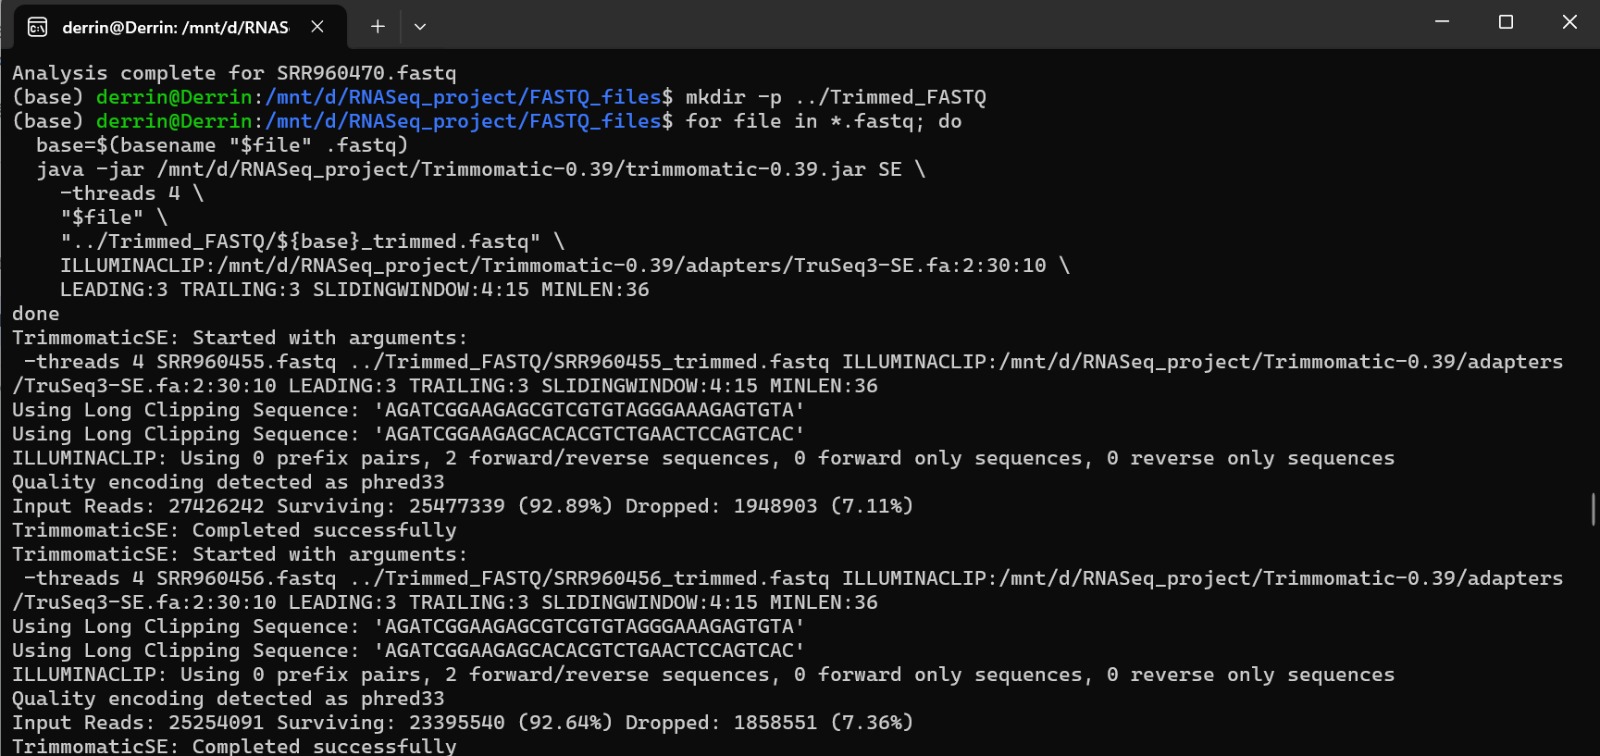 derrin@Derrin: /mnt/d/RNAS
Analysis complete for SRR960470.fastq
(base) derrin@Derrin:/mnt/d/RNASeq_project/FASTQ_files$ mkdir -p ../Trimmed_FASTQ
(base) derrin@Derrin:/mnt/d/RNASeq_project/FASTQ_files$ for file in *.fastq; do
  base=$(basename "$file" .fastq)
  java -jar /mnt/d/RNASeq_project/Trimmomatic-0.39/trimmomatic-0.39.jar SE \
    -threads 4 \
    "$file" \
    "../Trimmed_FASTQ/${base}_trimmed.fastq" \
    ILLUMINACLIP:/mnt/d/RNASeq_project/Trimmomatic-0.39/adapters/TruSeq3-SE.fa:2:30:10 \
    LEADING:3 TRAILING:3 SLIDINGWINDOW:4:15 MINLEN:36
done
TrimmomaticSE: Started with arguments:
 -threads 4 SRR960455.fastq ../Trimmed_FASTQ/SRR960455_trimmed.fastq ILLUMINACLIP:/mnt/d/RNASeq_project/Trimmomatic-0.39/adapters
/TruSeq3-SE.fa:2:30:10 LEADING:3 TRAILING:3 SLIDINGWINDOW:4:15 MINLEN:36
Using Long Clipping Sequence: 'AGATCGGAAGAGCGTCGTGTAGGGAAAGAGTGTA'
Using Long Clipping Sequence: 'AGATCGGAAGAGCACACGTCTGAACTCCAGTCAC'
ILLUMINACLIP: Using 0 prefix pairs, 2 forward/reverse sequences, 0 forward only sequences, 0 reverse only sequences
Quality encoding detected as phred33
Input Reads: 27426242 Surviving: 25477339 (92.89%) Dropped: 1948903 (7.11%)
TrimmomaticSE: Completed successfully
TrimmomaticSE: Started with arguments:
 -threads 4 SRR960456.fastq ../Trimmed_FASTQ/SRR960456_trimmed.fastq ILLUMINACLIP:/mnt/d/RNASeq_project/Trimmomatic-0.39/adapters
/TruSeq3-SE.fa:2:30:10 LEADING:3 TRAILING:3 SLIDINGWINDOW:4:15 MINLEN:36
Using Long Clipping Sequence: 'AGATCGGAAGAGCGTCGTGTAGGGAAAGAGTGTA'
Using Long Clipping Sequence: 'AGATCGGAAGAGCACACGTCTGAACTCCAGTCAC'
ILLUMINACLIP: Using 0 prefix pairs, 2 forward/reverse sequences, 0 forward only sequences, 0 reverse only sequences
Quality encoding detected as phred33
Input Reads: 25254091 Surviving: 23395540 (92.64%) Dropped: 1858551 (7.36%)
TrimmomaticSE: Completed successfully